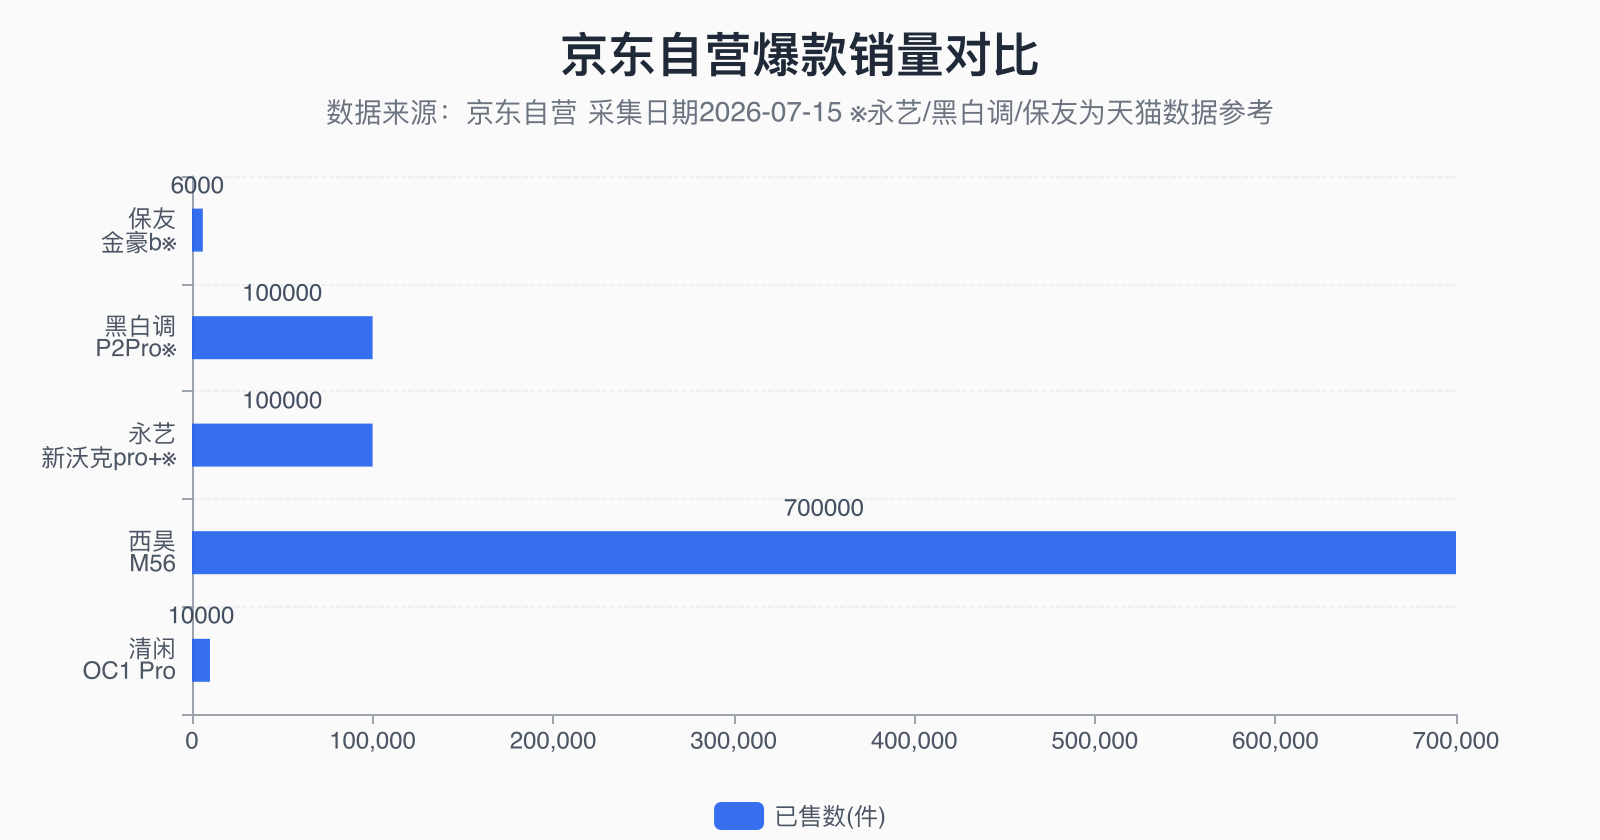 京东自营爆款销量对比
数据来源：京东自营 采集日期2026-07-15 ※永艺/黑白调/保友为天猫数据参考
6000
保友
金豪b※
100000
黑白调
P2Pro※
100000
永艺
新沃克pro+※
700000
西昊
M56
10000
清闲
OC1 Pro
0 100,000 200,000 300,000 400,000 500,000 600,000 700,000
已售数(件)